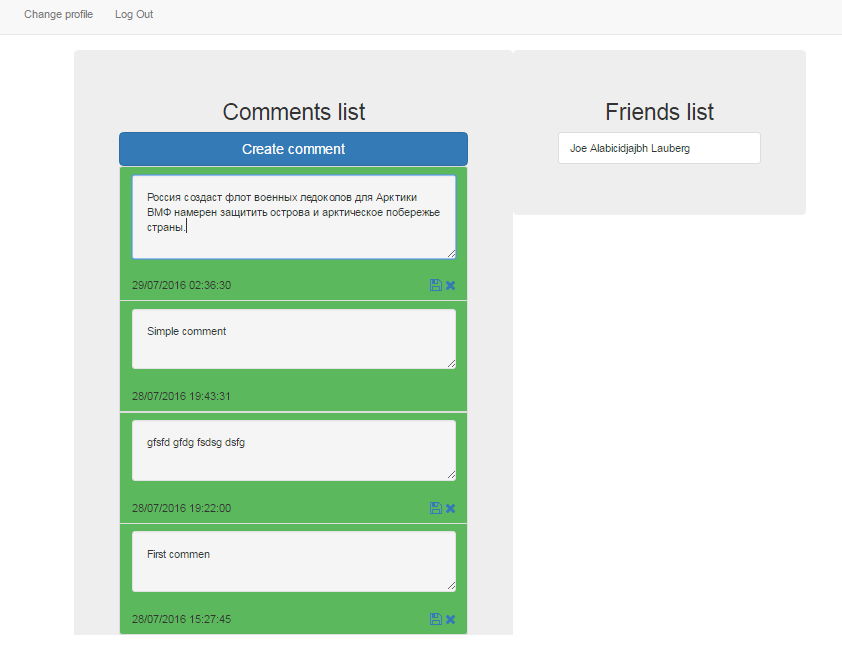 Change profile
Log Out
Comments list
Create comment
Россия создаст флот военных ледоколов для Арктики
ВМФ намерен защитить острова и арктическое побережье
страны.
29/07/2016 02:36:30
Simple comment
28/07/2016 19:43:31
gfsfd gfdg fsdsg dsfg
28/07/2016 19:22:00
First commen
28/07/2016 15:27:45
Friends list
Joe Alabicidjajbh Lauberg